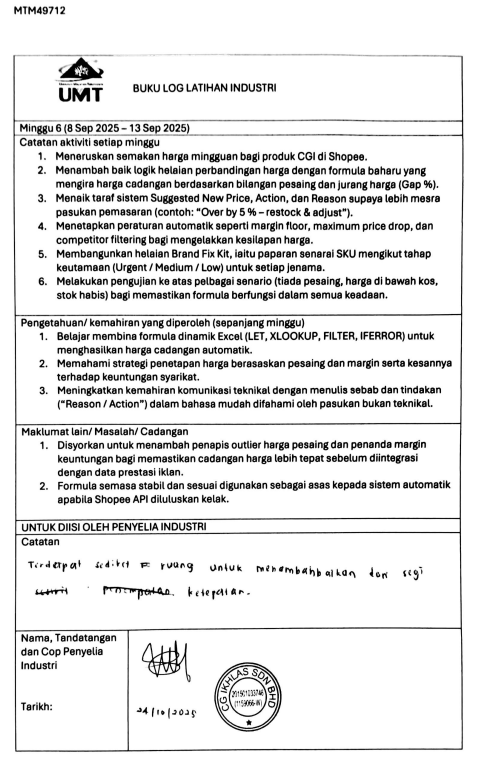 MTM49712
UMT
BUKU LOG LATIHAN INDUSTRI
Minggu 6 (8 Sep 2025 – 13 Sep 2025)
Catatan aktiviti setiap minggu
1. Meneruskan semakan harga mingguan bagi produk CGI di Shopee.
2. Menambah baik logik helaian perbandingan harga dengan formula baharu yang
mengira harga cadangan berdasarkan bilangan pesaing dan jurang harga (Gap %).
3. Menaik taraf sistem Suggested New Price, Action, dan Reason supaya lebih mesra
pasukan pemasaran (contoh: “Over by 5 % – restock & adjust”).
4. Menetapkan peraturan automatik seperti margin floor, maximum price drop, dan
competitor filtering bagi mengelakkan kesilapan harga.
5. Membangunkan helaian Brand Fix Kit, iaitu paparan senarai SKU mengikut tahap
keutamaan (Urgent / Medium / Low) untuk setiap jenama.
6. Melakukan pengujian ke atas pelbagai senario (tiada pesaing, harga di bawah kos,
stok habis) bagi memastikan formula berfungsi dalam semua keadaan.
Pengetahuan/ kemahiran yang diperoleh (sepanjang minggu)
1. Belajar membina formula dinamik Excel (LET, XLOOKUP, FILTER, IFERROR) untuk
menghasilkan harga cadangan automatik.
2. Memahami strategi penetapan harga berasaskan pesaing dan margin serta kesannya
terhadap keuntungan syarikat.
3. Meningkatkan kemahiran komunikasi teknikal dengan menulis sebab dan tindakan
(“Reason / Action”) dalam bahasa mudah difahami oleh pasukan bukan teknikal.
Maklumat lain/ Masalah/ Cadangan
1. Disyorkan untuk menambah penapis outlier harga pesaing dan penanda margin
keuntungan bagi memastikan cadangan harga lebih tepat sebelum diintegrasi
dengan data prestasi iklan.
2. Formula semasa stabil dan sesuai digunakan sebagai asas kepada sistem automatik
apabila Shopee API diluluskan kelak.
UNTUK DIISI OLEH PENYELIA INDUSTRI
Catatan
Terdapat sedikit ruang untuk menambahbaikan dari segi
ketepatan.
Nama, Tandatangan
dan Cop Penyelia
Industri
Tarikh:
24/10/2025
CG IKHLAS SDN BHD
201501033746
(1159066-W)